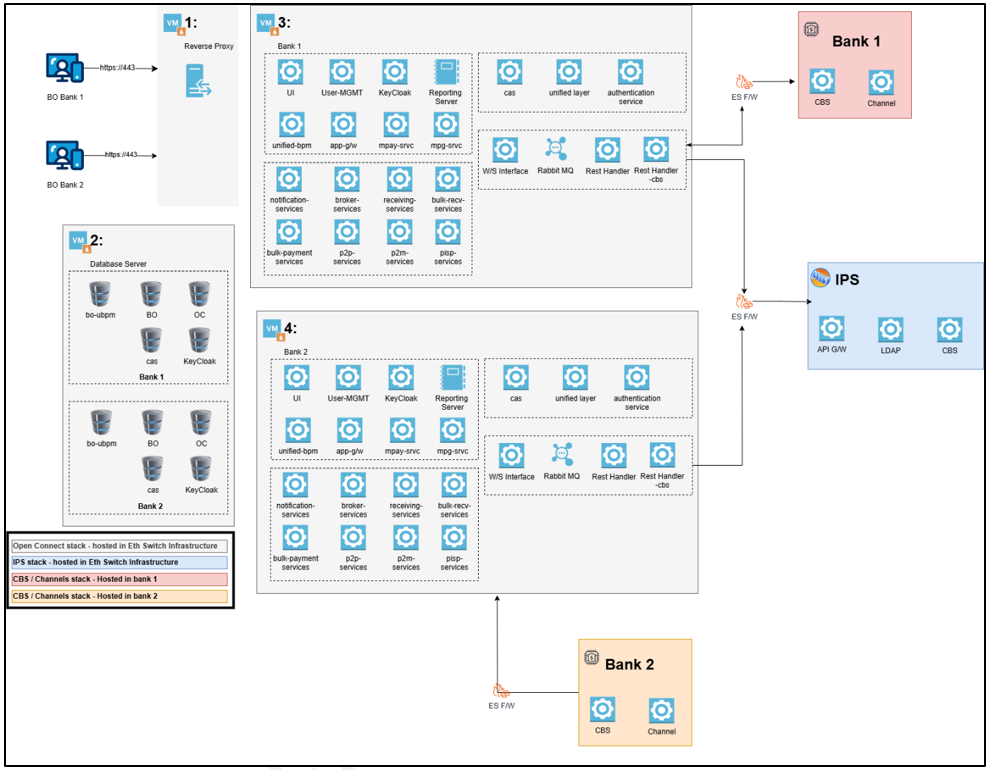 VM 1:
Reverse Proxy
https://443
BO Bank 1
https://443
BO Bank 2
VM 2:
Database Server
bo-ubpm
BO
OC
cas
KeyCloak
Bank 1
bo-ubpm
BO
OC
cas
KeyCloak
Bank 2
Open Connect stack - hosted in Eth Switch Infrastructure
IPS stack - hosted in Eth Switch Infrastructure
CBS / Channels stack - Hosted in bank 1
CBS / Channels stack - Hosted in bank 2
VM 3:
Bank 1
UI
User-MGMT
KeyCloak
Reporting
Server
unified-bpm
app-g/w
mpay-srvc
mpg-srvc
notification-
services
broker-
services
receiving-
services
bulk-recv-
services
bulk-payment
services
p2p-
services
p2m-
services
pisp-
services
cas
unified layer
authentication
service
W/S Interface
Rabbit MQ
Rest Handler
Rest Handler
-cbs
VM 4:
Bank 2
UI
User-MGMT
KeyCloak
Reporting
Server
unified-bpm
app-g/w
mpay-srvc
mpg-srvc
notification-
services
broker-
services
receiving-
services
bulk-recv-
services
bulk-payment
services
p2p-
services
p2m-
services
pisp-
services
cas
unified layer
authentication
service
W/S Interface
Rabbit MQ
Rest Handler
Rest Handler
-cbs
ES F/W
Bank 1
CBS
Channel
ES F/W
IPS
API G/W
LDAP
CBS
ES F/W
Bank 2
CBS
Channel